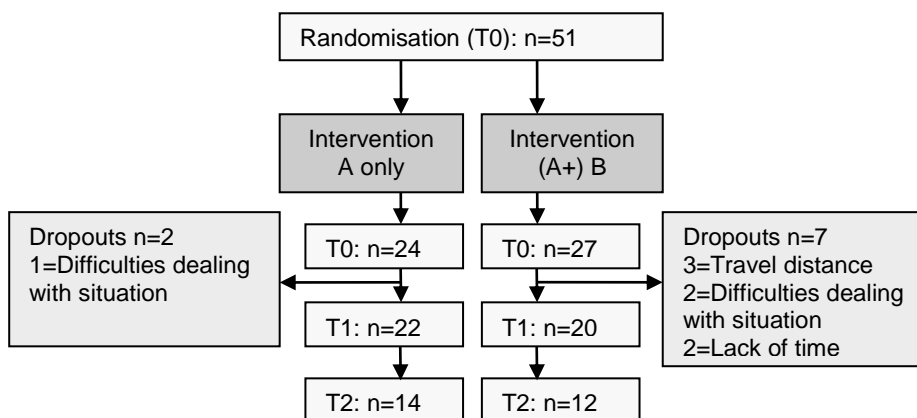 Randomisation (T0): n=51
Intervention
A only
Intervention
(A+) B
Dropouts n=2
1=Difficulties dealing
with situation
T0: n=24
T0: n=27
Dropouts n=7
3=Travel distance
2=Difficulties dealing
with situation
2=Lack of time
T1: n=22
T1: n=20
T2: n=14
T2: n=12